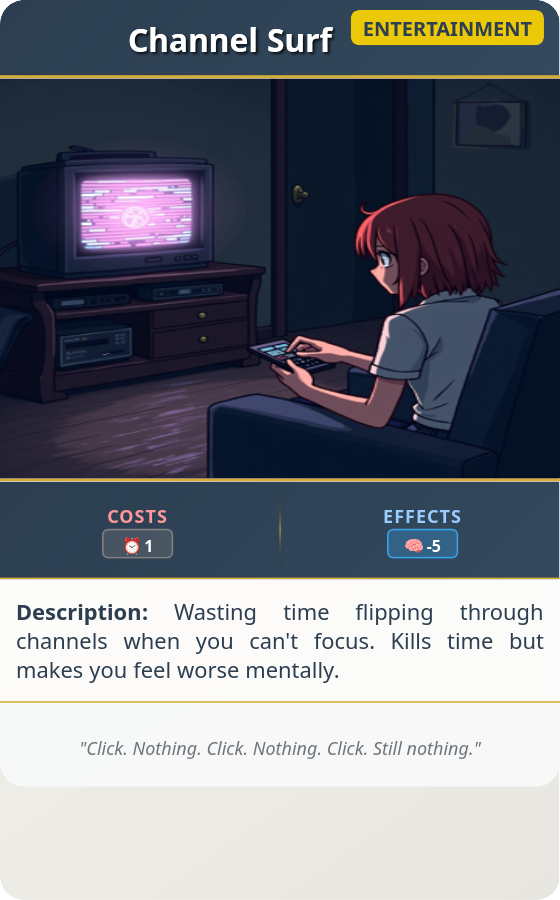 Channel Surf
ENTERTAINMENT
COSTS
EFFECTS
⏰ 1
🧠 -5
Description: Wasting time flipping through
channels when you can't focus. Kills time but
makes you feel worse mentally.
"Click. Nothing. Click. Nothing. Click. Still nothing."